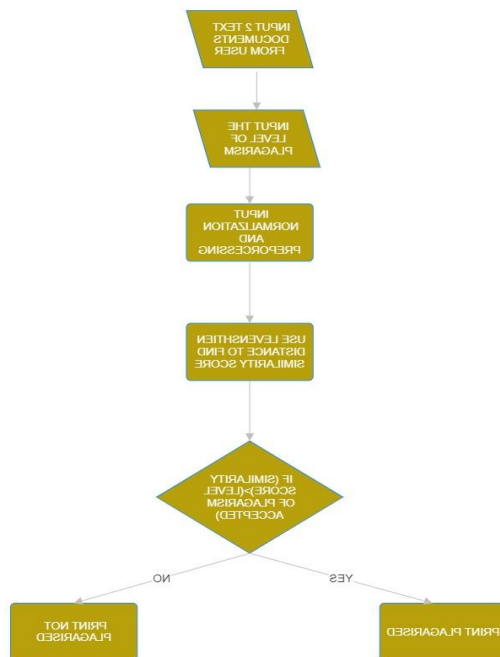 INPUT 2 TEXT
DOCUMENTS
FROM USER
INPUT THE
LEVEL OF
PLAGARISM
INPUT
NORMALIZATION
AND
PREPORCESSING
USE LEVENSHTIEN
DISTANCE TO FIND
SIMILARITY SCORE
IF (SIMILARITY
SCORE)>(LEVEL
OF PLAGARISM
ACCEPTED)
NO
YES
PRINT NOT
PLAGARISED
PRINT PLAGARISED